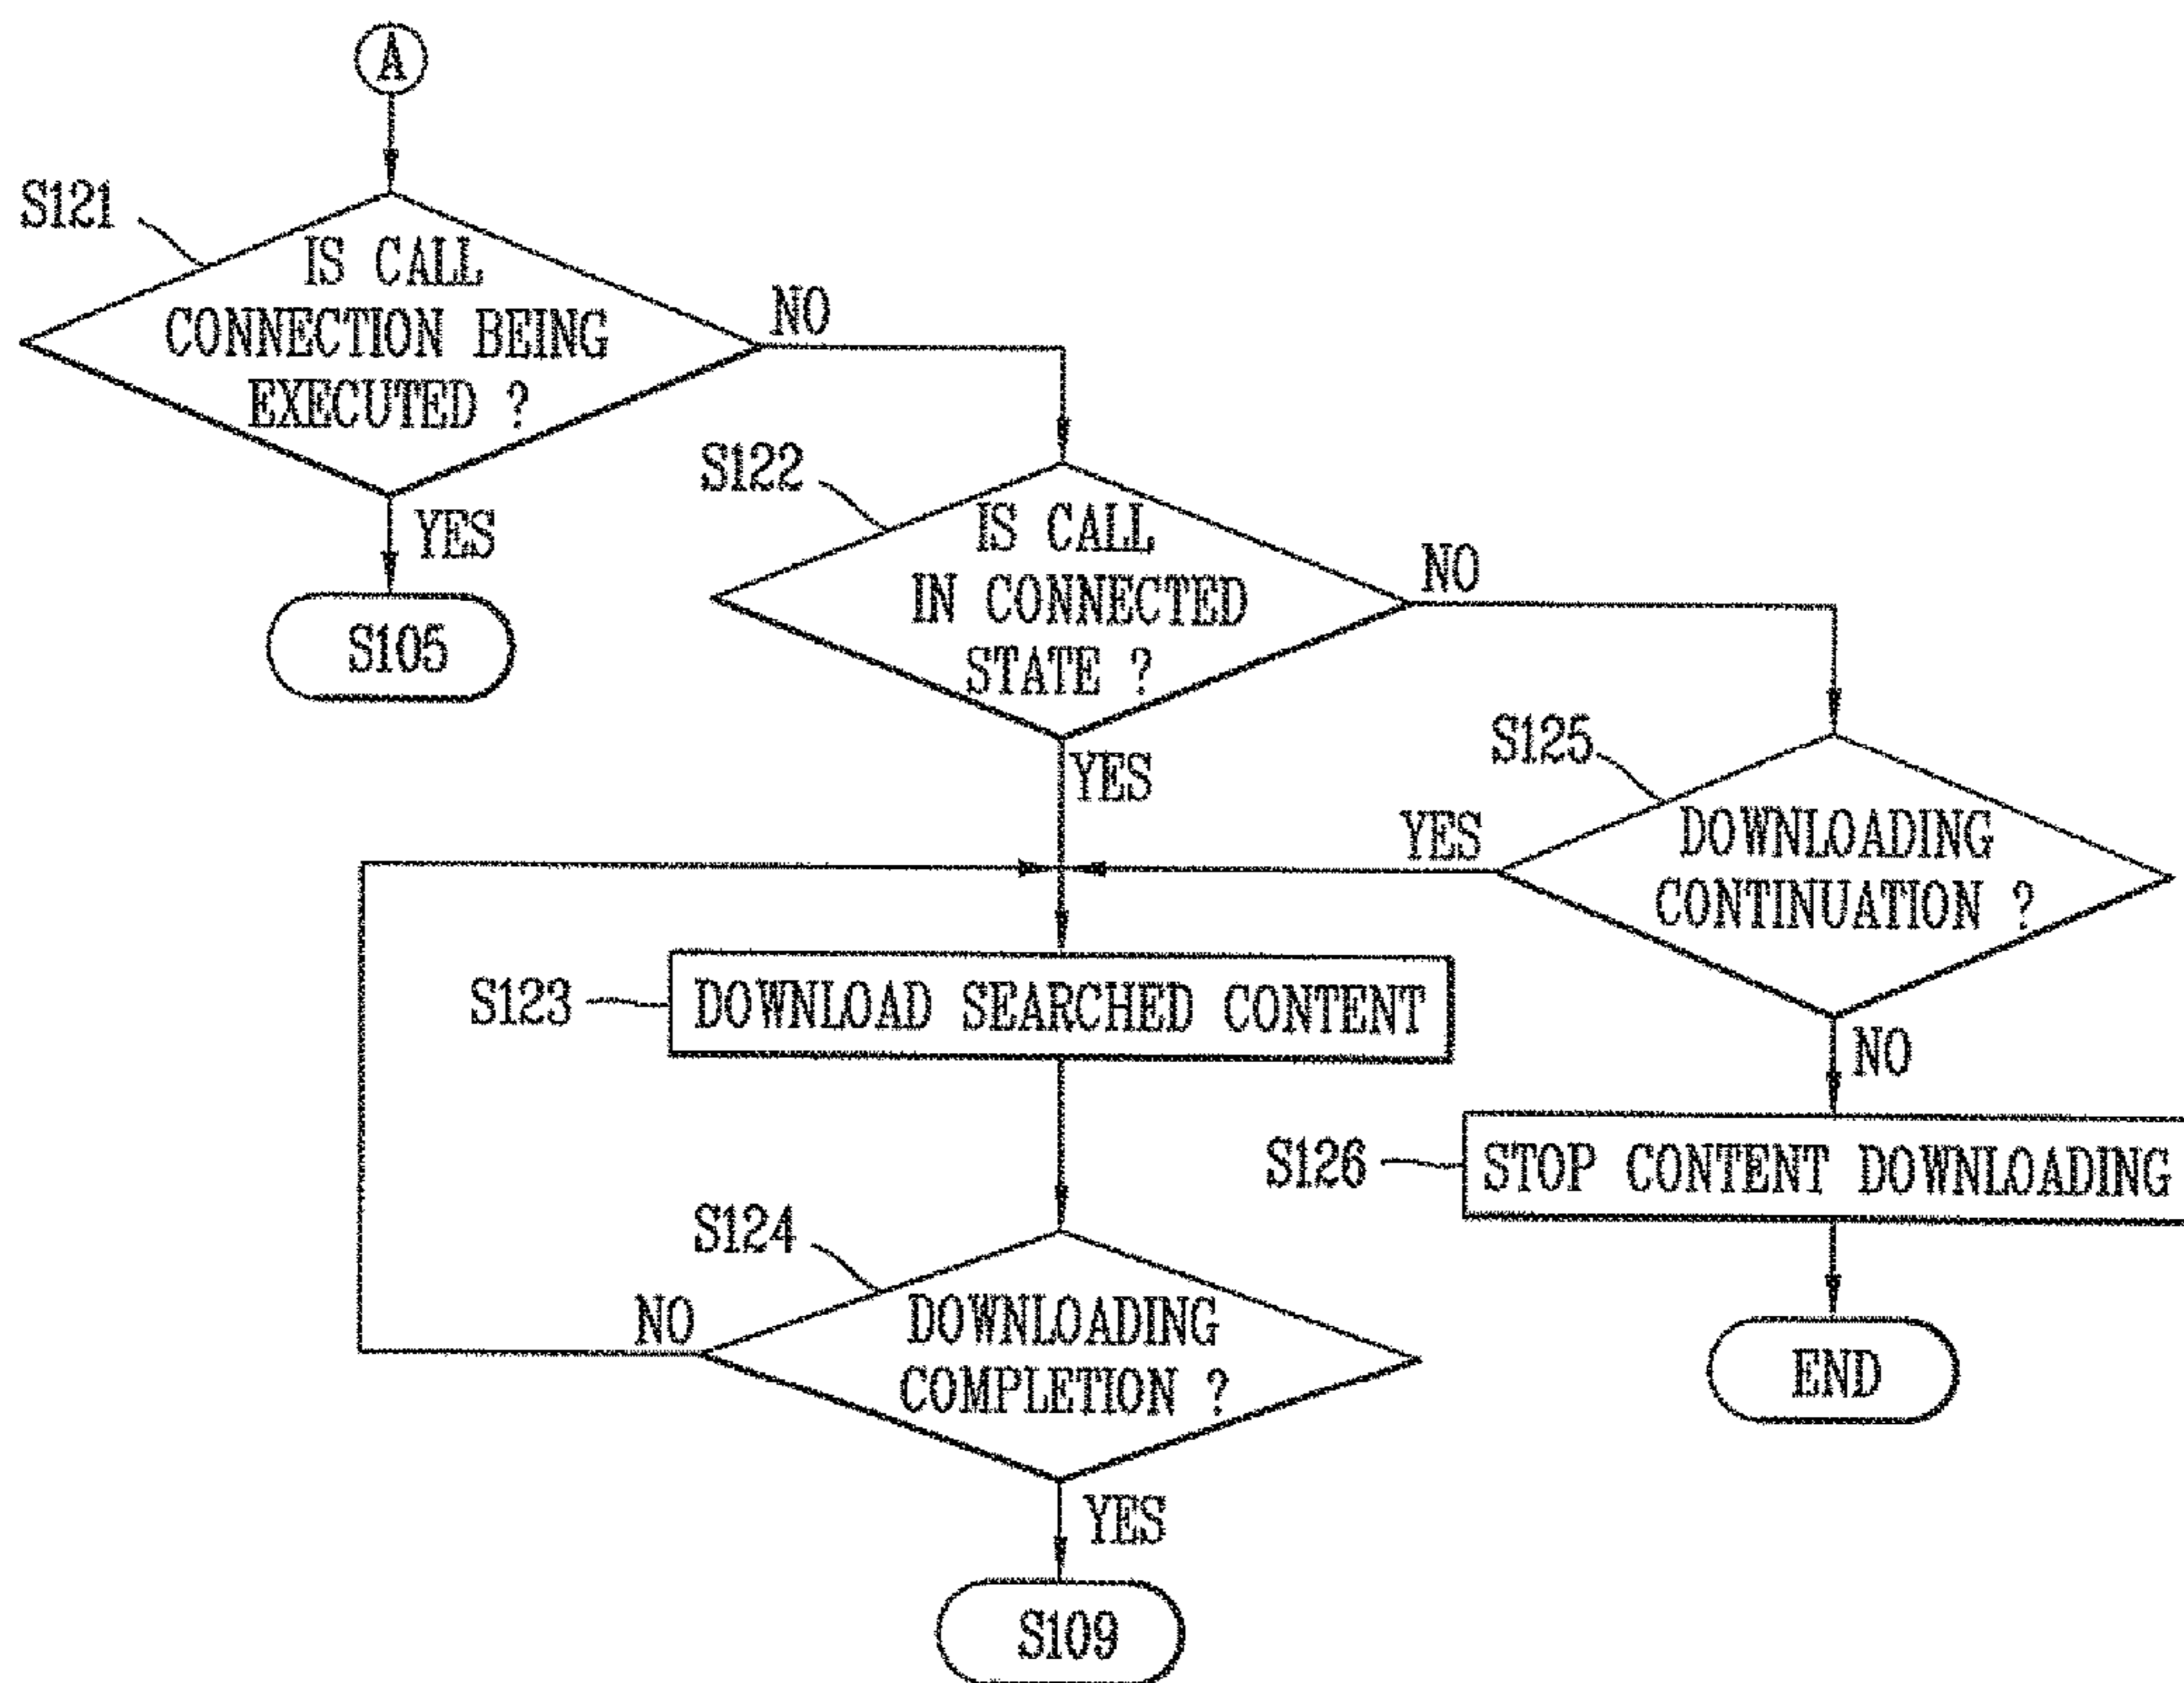 A
S121
IS CALL
CONNECTION BEING
EXECUTED ?
NO
YES
S105
S122
IS CALL
IN CONNECTED
STATE ?
NO
YES
S125
DOWNLOADING
CONTINUATION ?
YES
NO
S123
DOWNLOAD SEARCHED CONTENT
S126
STOP CONTENT DOWNLOADING
END
S124
DOWNLOADING
COMPLETION ?
NO
YES
S109